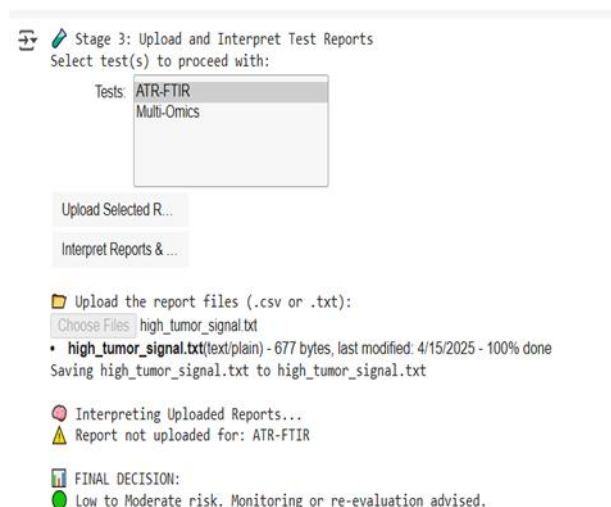 🧪 Stage 3: Upload and Interpret Test Reports
Select test(s) to proceed with:
Tests: ATR-FTIR
Multi-Omics
Upload Selected R...
Interpret Reports & ...
📁 Upload the report files (.csv or .txt):
Choose Files high_tumor_signal.txt
• high_tumor_signal.txt(text/plain) - 677 bytes, last modified: 4/15/2025 - 100% done
Saving high_tumor_signal.txt to high_tumor_signal.txt
🧠 Interpreting Uploaded Reports...
⚠ Report not uploaded for: ATR-FTIR
📊 FINAL DECISION:
🟢 Low to Moderate risk. Monitoring or re-evaluation advised.